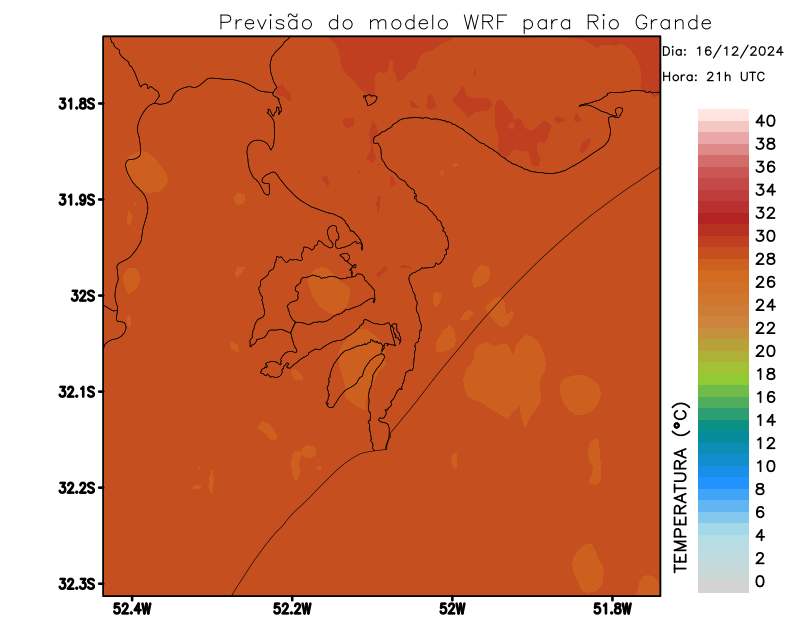 Previsão do modelo WRF para Rio Grande
Dia: 16/12/2024
Hora: 21h UTC
31.8S
31.9S
32S
32.1S
32.2S
32.3S
52.4W
52.2W
52W
51.8W
TEMPERATURA (°C)
40
38
36
34
32
30
28
26
24
22
20
18
16
14
12
10
8
6
4
2
0